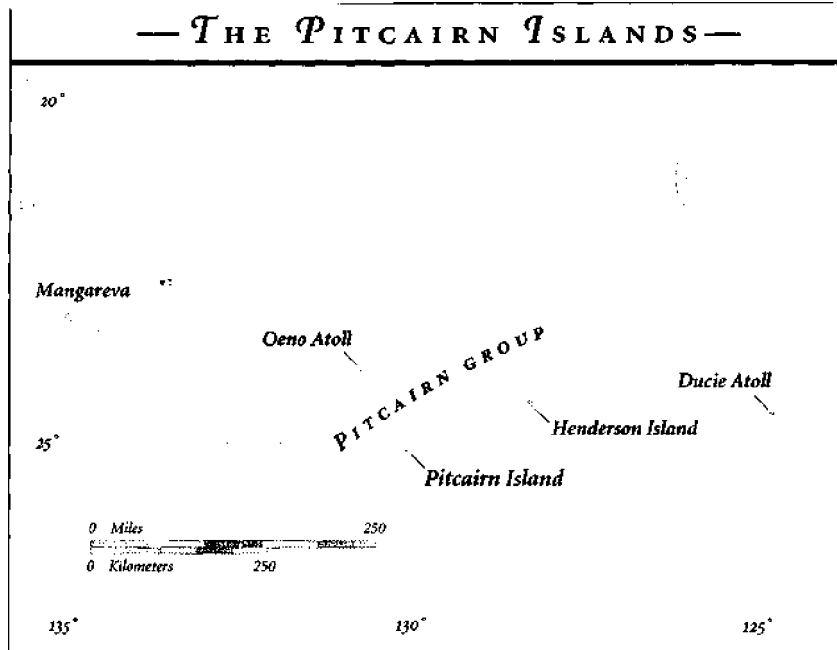 — THE PITCAIRN ISLANDS —
20°
Mangareva
Oeno Atoll
PITCAIRN GROUP
Ducie Atoll
Henderson Island
25°
Pitcairn Island
0 Miles 250
0 Kilometers 250
135° 130° 125°